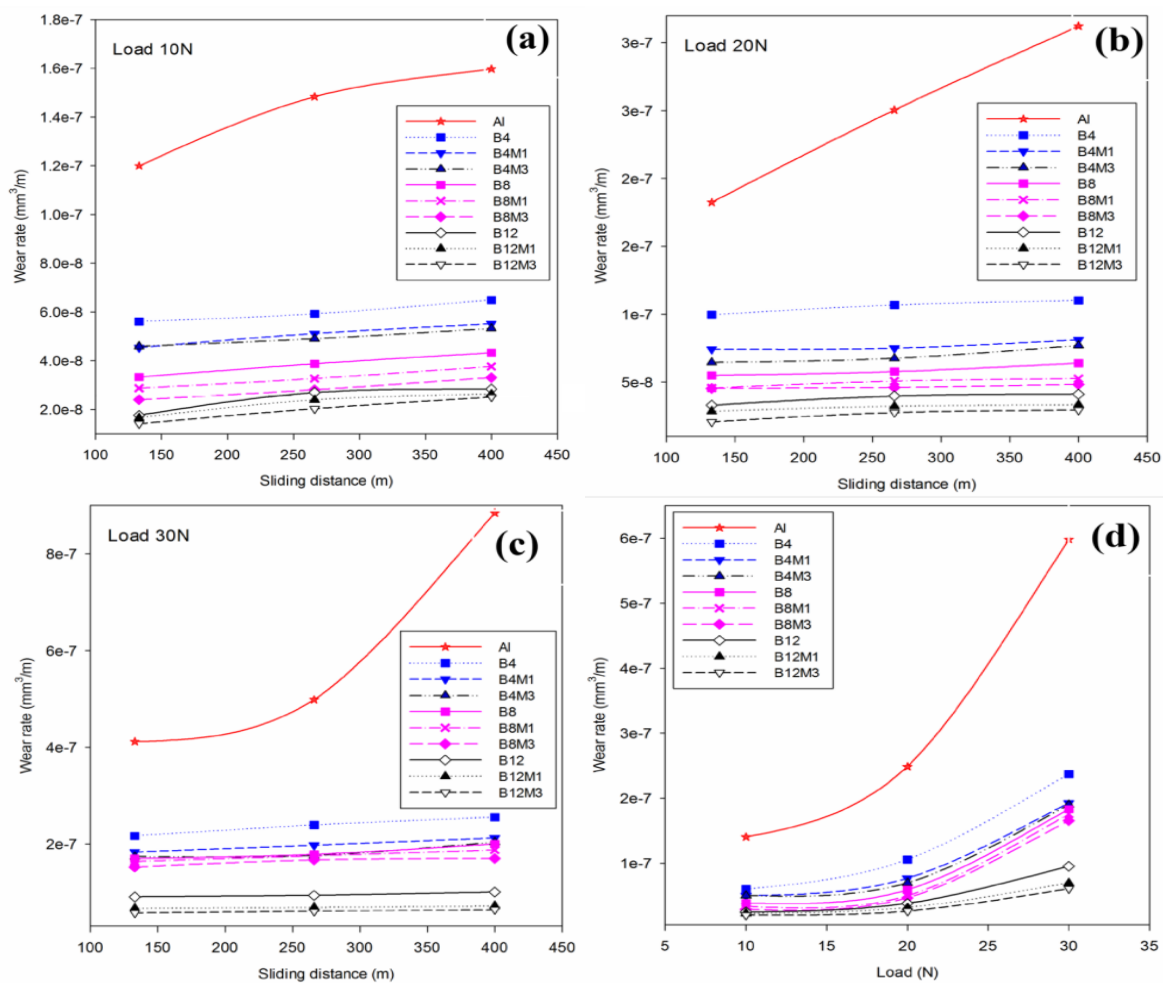 (a)
Load 10N
1.8e-7
1.6e-7
1.4e-7
1.2e-7
1.0e-7
8.0e-8
6.0e-8
4.0e-8
2.0e-8
Wear rate (mm³/m)
Al
B4
B4M1
B4M3
B8
B8M1
B8M3
B12
B12M1
B12M3
100 150 200 250 300 350 400 450
Sliding distance (m)
(b)
Load 20N
3e-7
3e-7
2e-7
2e-7
1e-7
5e-8
Wear rate (mm³/m)
Al
B4
B4M1
B4M3
B8
B8M1
B8M3
B12
B12M1
B12M3
100 150 200 250 300 350 400 450
Sliding distance (m)
(c)
Load 30N
8e-7
6e-7
4e-7
2e-7
Wear rate (mm³/m)
Al
B4
B4M1
B4M3
B8
B8M1
B8M3
B12
B12M1
B12M3
100 150 200 250 300 350 400 450
Sliding distance (m)
(d)
6e-7
5e-7
4e-7
3e-7
2e-7
1e-7
Wear rate (mm³/m)
Al
B4
B4M1
B4M3
B8
B8M1
B8M3
B12
B12M1
B12M3
5 10 15 20 25 30 35
Load (N)